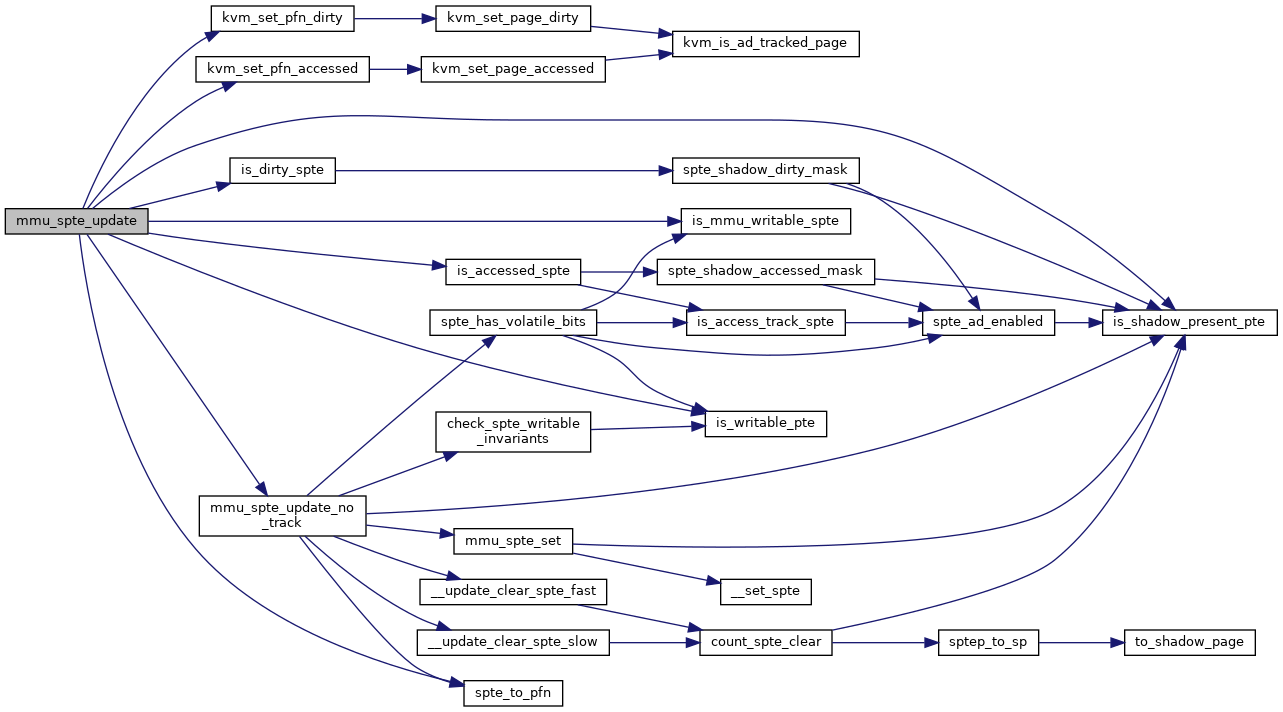 kvm_set_pfn_dirty
kvm_set_page_dirty
kvm_is_ad_tracked_page
kvm_set_pfn_accessed
kvm_set_page_accessed
is_dirty_spte
spte_shadow_dirty_mask
mmu_spte_update
is_mmu_writable_spte
is_accessed_spte
spte_shadow_accessed_mask
spte_has_volatile_bits
is_access_track_spte
spte_ad_enabled
is_shadow_present_pte
check_spte_writable
_invariants
is_writable_pte
mmu_spte_update_no
_track
mmu_spte_set
__update_clear_spte_fast
__set_spte
__update_clear_spte_slow
count_spte_clear
sptep_to_sp
to_shadow_page
spte_to_pfn